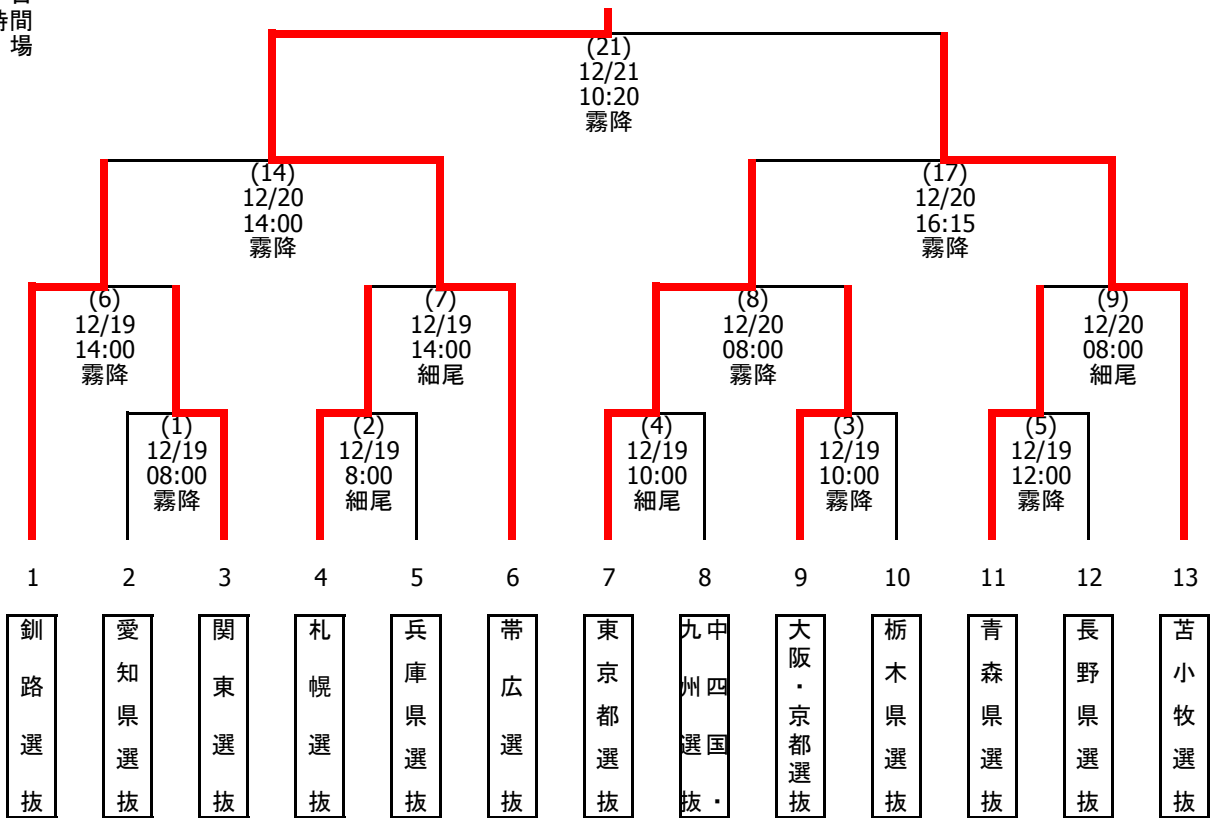 時間
場
(21)
12/21
10:20
霧降
(14)
12/20
14:00
霧降
(17)
12/20
16:15
霧降
(6)
12/19
14:00
霧降
(7)
12/19
14:00
細尾
(8)
12/20
08:00
霧降
(9)
12/20
08:00
細尾
(1)
12/19
08:00
霧降
(2)
12/19
8:00
細尾
(4)
12/19
10:00
細尾
(3)
12/19
10:00
霧降
(5)
12/19
12:00
霧降
1
2
3
4
5
6
7
8
9
10
11
12
13
釧路選抜
愛知県選抜
関東選抜
札幌選抜
兵庫県選抜
帯広選抜
東京都選抜
中四国・
九州選抜
大阪・京都選抜
栃木県選抜
青森県選抜
長野県選抜
苫小牧選抜